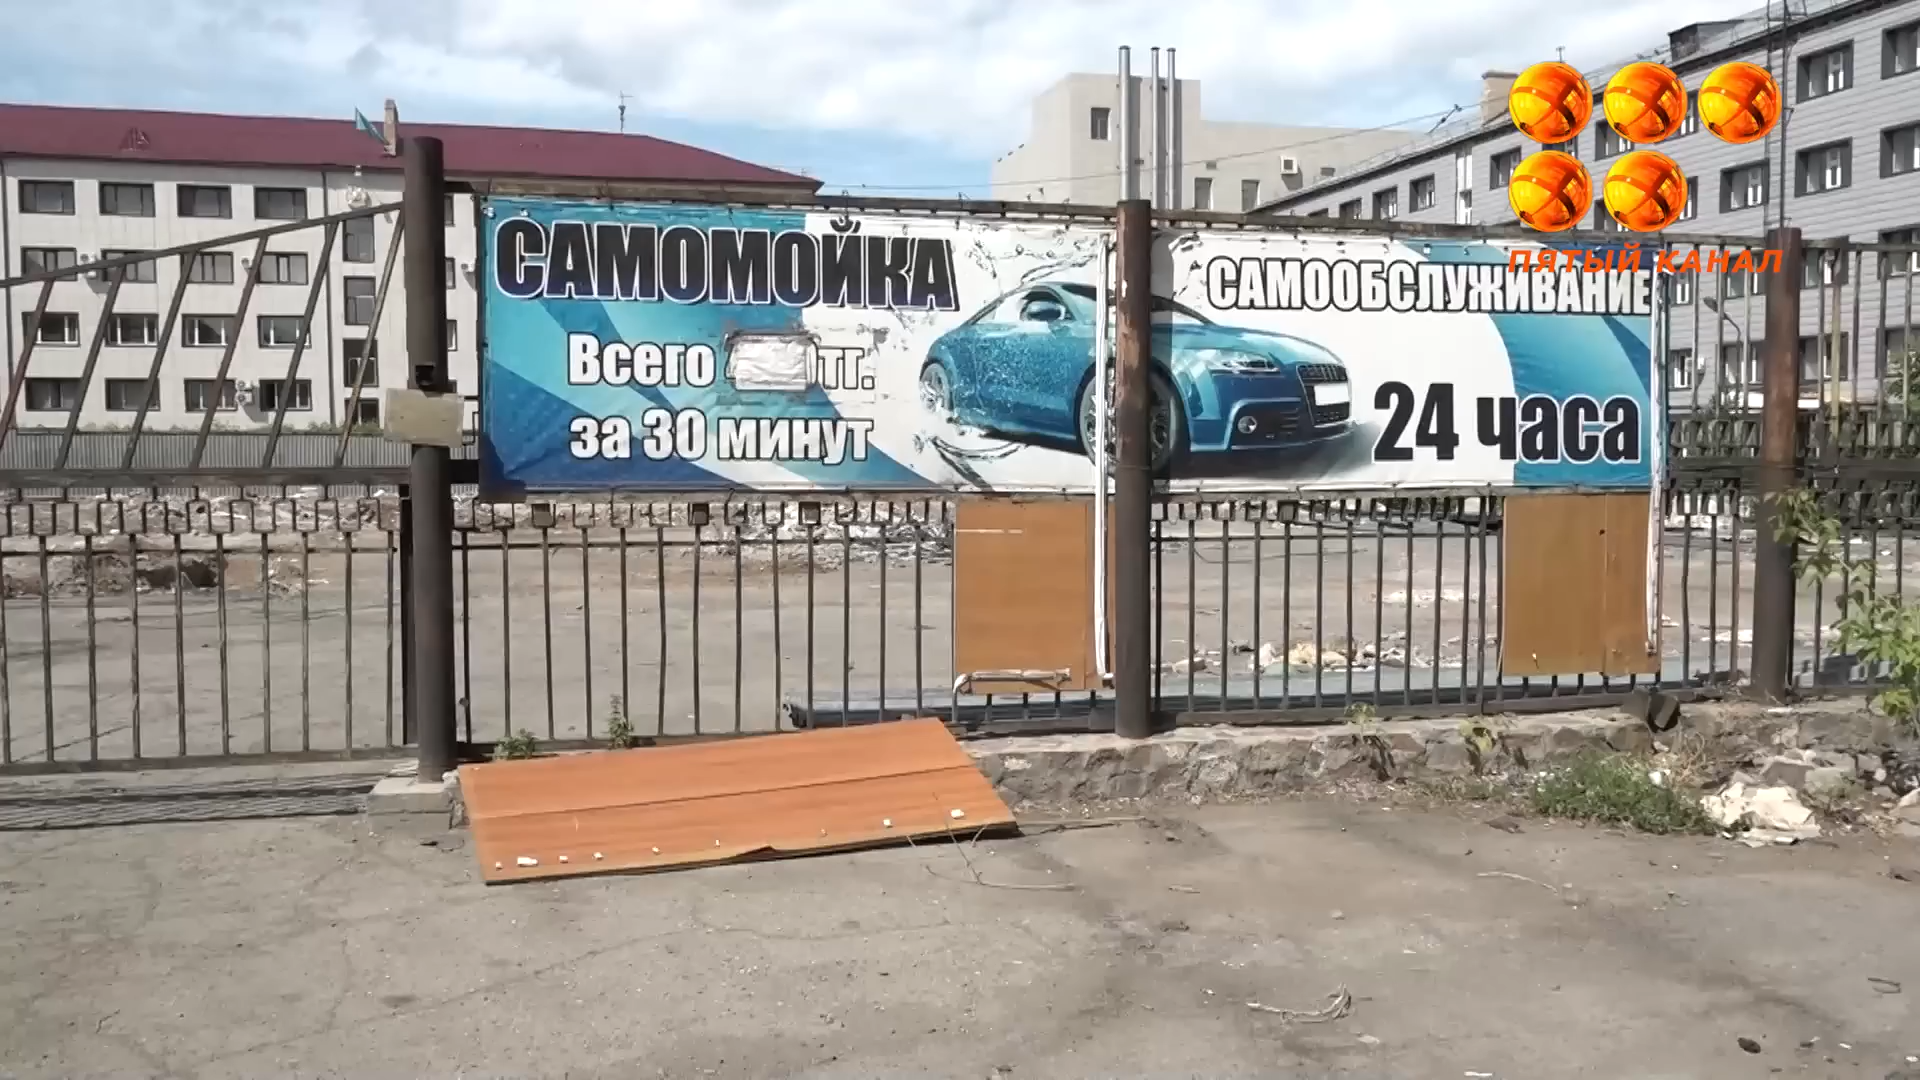 САМОМОЙКА
Всего тг.
за 30 минут
САМООБСЛУЖИВАНИЕ
24 часа
ПЯТЫЙ КАНАЛ